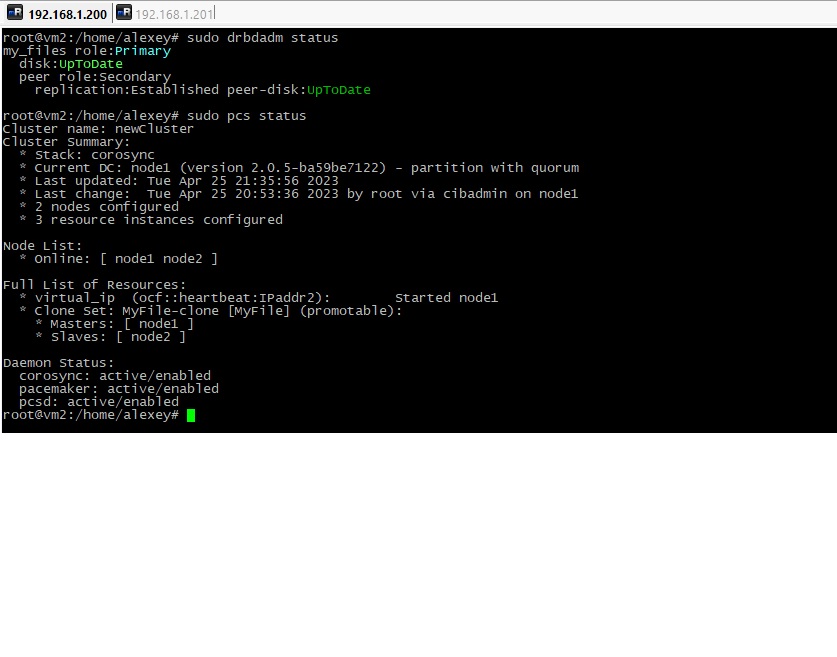 192.168.1.200 192.168.1.201
root@vm2:/home/alexey# sudo drbdadm status
my_files role:Primary
  disk:UpToDate
  peer role:Secondary
    replication:Established peer-disk:UpToDate

root@vm2:/home/alexey# sudo pcs status
Cluster name: newCluster
Cluster Summary:
  * Stack: corosync
  * Current DC: node1 (version 2.0.5-ba59be7122) - partition with quorum
  * Last updated: Tue Apr 25 21:35:56 2023
  * Last change:  Tue Apr 25 20:53:36 2023 by root via cibadmin on node1
  * 2 nodes configured
  * 3 resource instances configured

Node List:
  * Online: [ node1 node2 ]

Full List of Resources:
  * virtual_ip  (ocf::heartbeat:IPaddr2):        Started node1
  * Clone Set: MyFile-clone [MyFile] (promotable):
    * Masters: [ node1 ]
    * Slaves: [ node2 ]

Daemon Status:
  corosync: active/enabled
  pacemaker: active/enabled
  pcsd: active/enabled
root@vm2:/home/alexey#